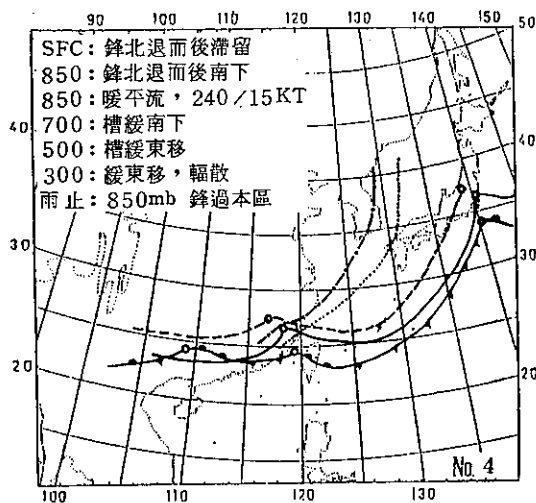 90 100 110 120 130 140 150 50
SFC: 鋒北退而後滯留
850: 鋒北退而後南下
850: 暖平流，240/15KT
700: 槽緩南下
500: 槽緩東移
300: 緩東移，輻散
雨止: 850mb 鋒過本區
40 40
30 30
20 20
No. 4
100 110 120 130 140